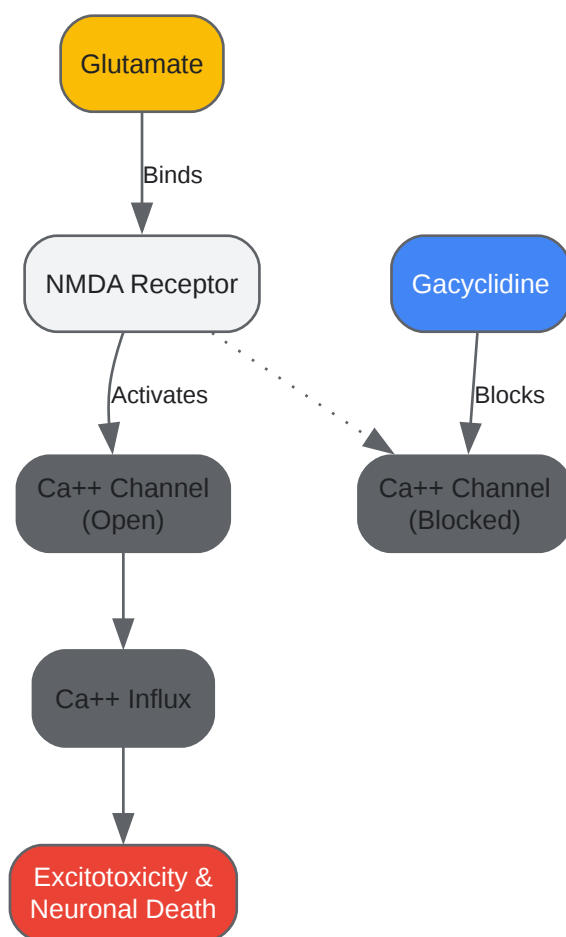 Glutamate
Binds
NMDA Receptor
Gacyclidine
Activates
Blocks
Ca++ Channel
(Open)
Ca++ Channel
(Blocked)
Ca++ Influx
Excitotoxicity &
Neuronal Death